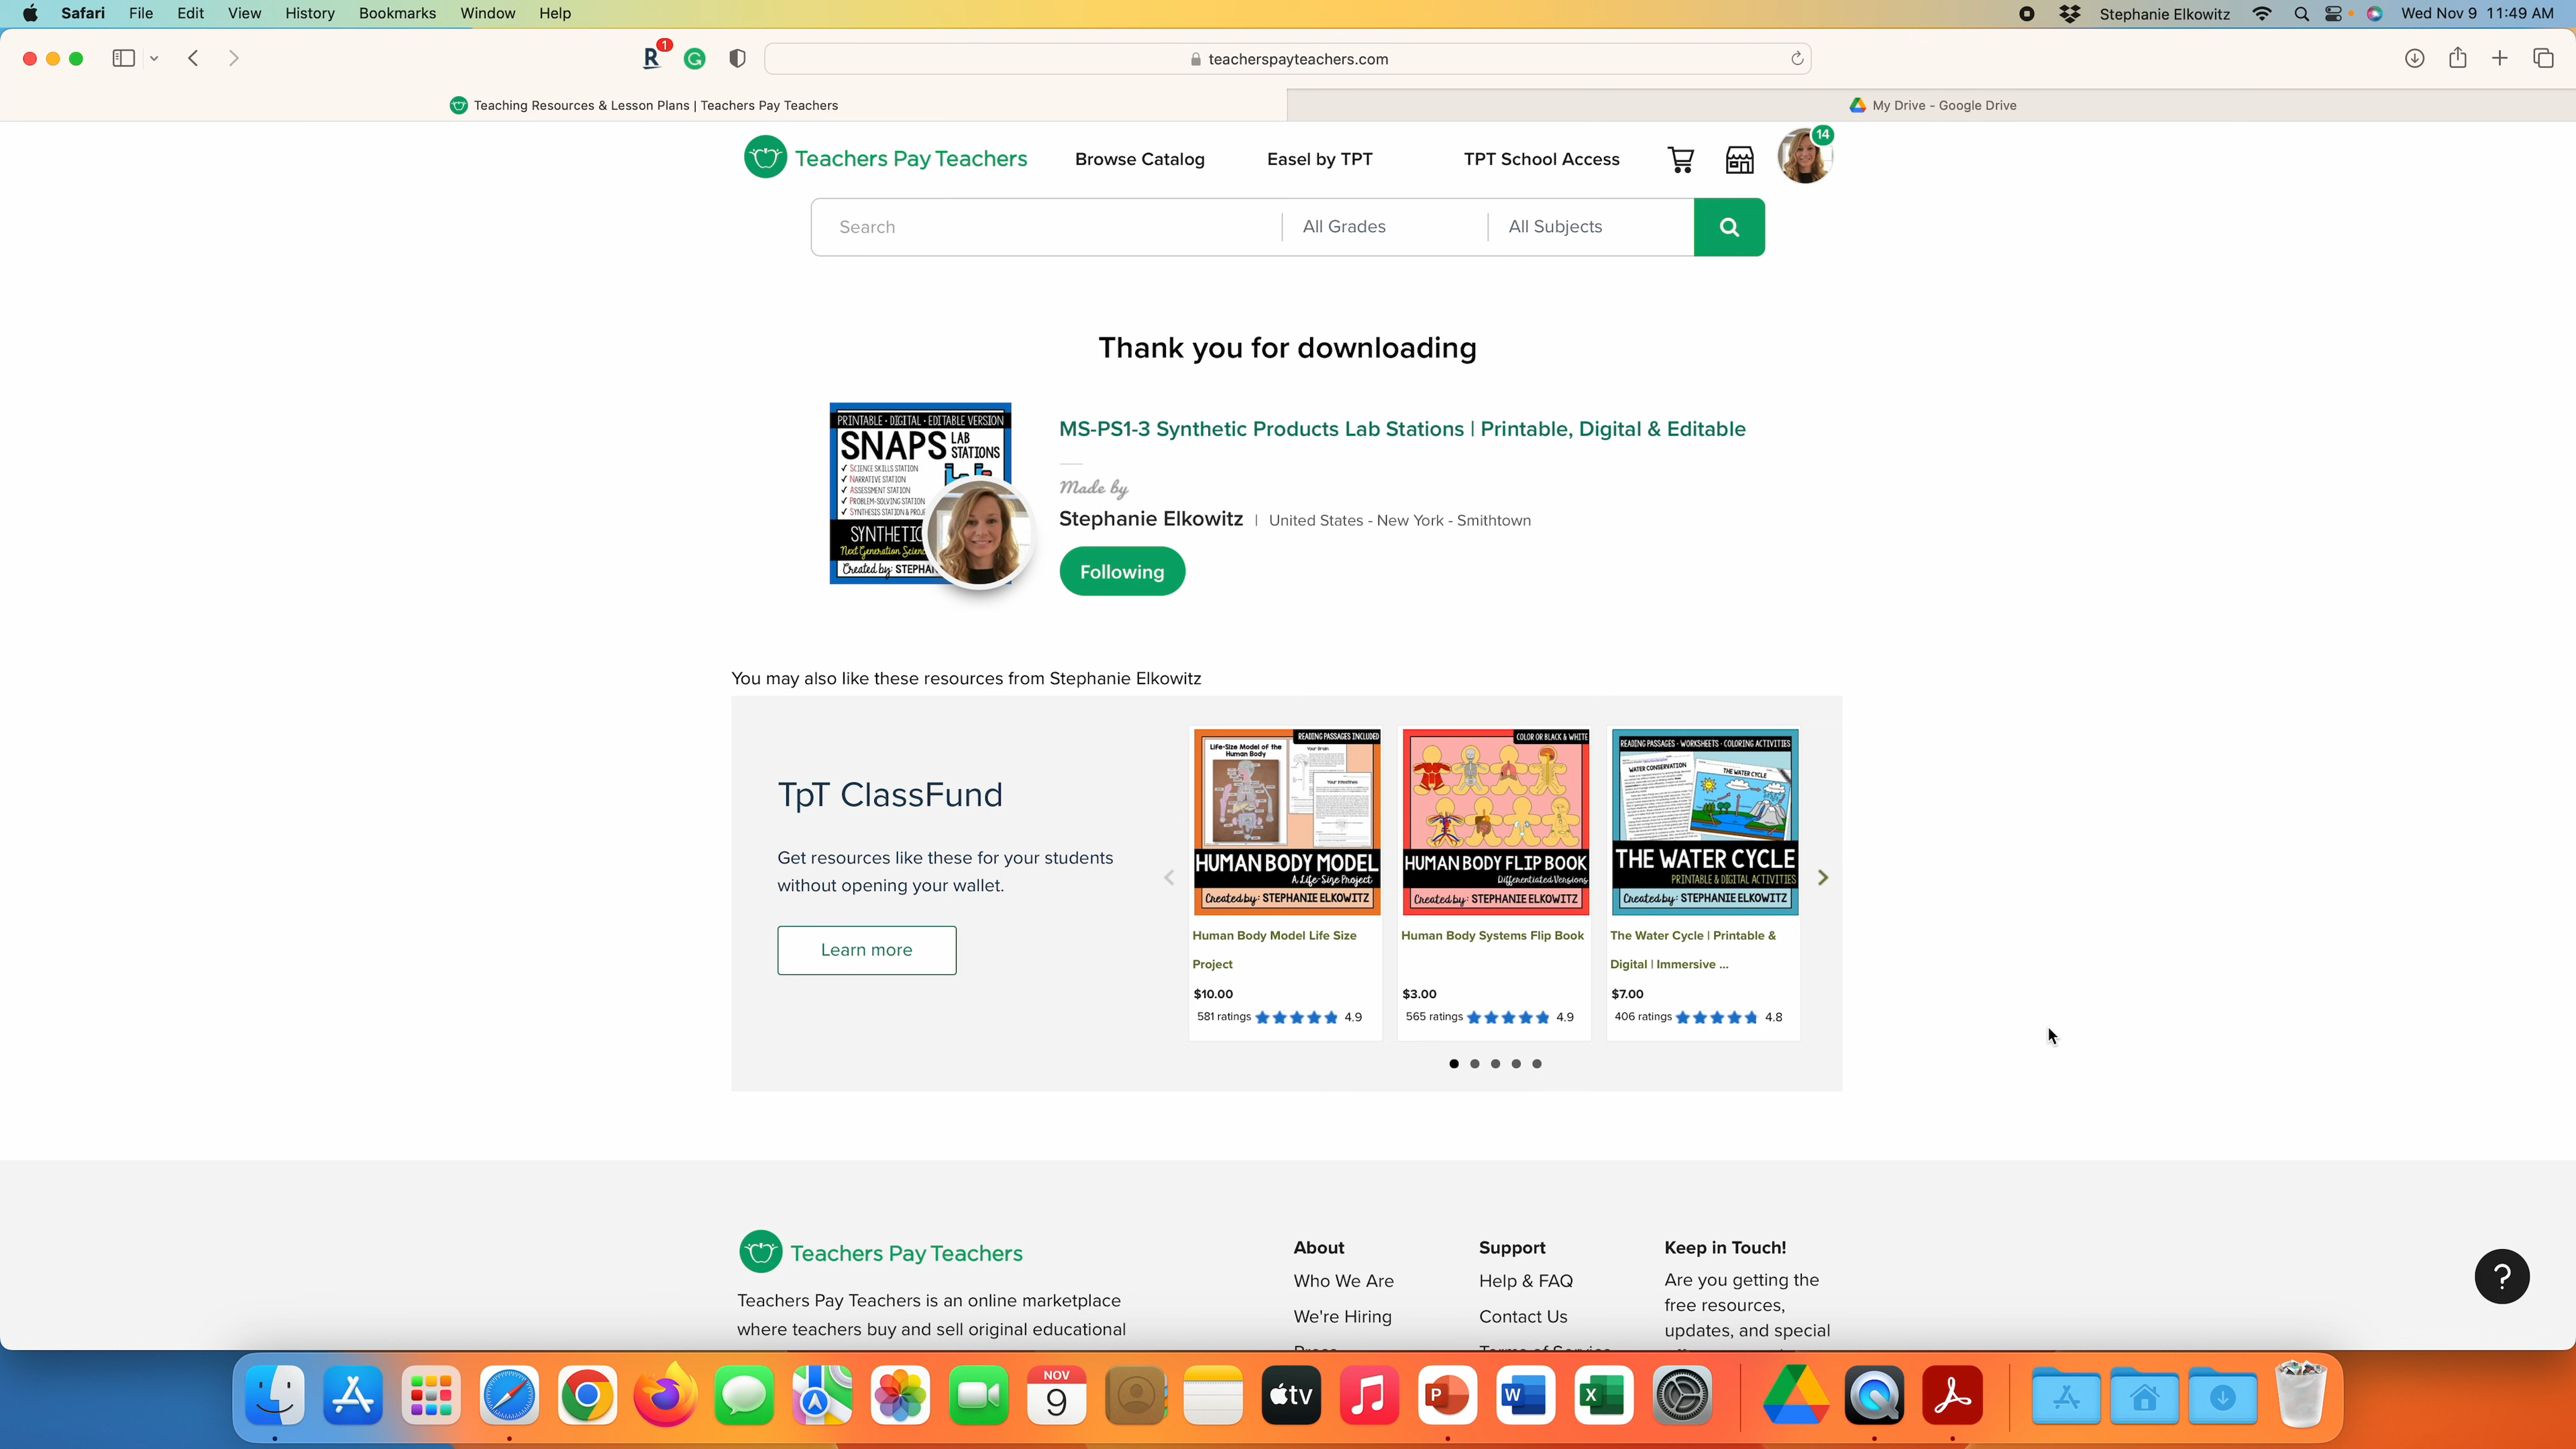 Safari File Edit View History Bookmarks Window Help Stephanie Elkowitz Wed Nov 9 11:49 AM
R 1 teacherspayteachers.com
Teaching Resources & Lesson Plans | Teachers Pay Teachers My Drive - Google Drive
Teachers Pay Teachers Browse Catalog Easel by TPT TPT School Access 14
Search All Grades All Subjects
Thank you for downloading
PRINTABLE · DIGITAL · EDITABLE VERSION
SNAPS LAB STATIONS
✓ SCIENCE SKILLS STATION
✓ NARRATIVE STATION
✓ ASSESSMENT STATION
✓ PROBLEM-SOLVING STATION
✓ SYNTHESIS STATION & PROJE
SYNTHETIC
Next Generation Scien
Created by: STEPHAN
MS-PS1-3 Synthetic Products Lab Stations | Printable, Digital & Editable
Made by
Stephanie Elkowitz | United States - New York - Smithtown
Following
You may also like these resources from Stephanie Elkowitz
TpT ClassFund
Get resources like these for your students
without opening your wallet.
Learn more
READING PASSAGES INCLUDED
Life-Size Model of the
Human Body
Your Brain
Your Intestines
HUMAN BODY MODEL
A Life-Size Project
Created by: STEPHANIE ELKOWITZ
Human Body Model Life Size
Project
$10.00
581 ratings 4.9
COLOR OR BLACK & WHITE
HUMAN BODY FLIP BOOK
Differentiated Versions
Created by: STEPHANIE ELKOWITZ
Human Body Systems Flip Book
$3.00
565 ratings 4.9
READING PASSAGES · WORKSHEETS · COLORING ACTIVITIES
WATER CONSERVATION
THE WATER CYCLE
THE WATER CYCLE
PRINTABLE & DIGITAL ACTIVITIES
Created by: STEPHANIE ELKOWITZ
The Water Cycle | Printable &
Digital | Immersive ...
$7.00
406 ratings 4.8
Teachers Pay Teachers
Teachers Pay Teachers is an online marketplace
where teachers buy and sell original educational
About
Who We Are
We're Hiring
Press
Support
Help & FAQ
Contact Us
Terms of Service
Keep in Touch!
Are you getting the
free resources,
updates, and special
?
NOV
9
tv
P
W
X